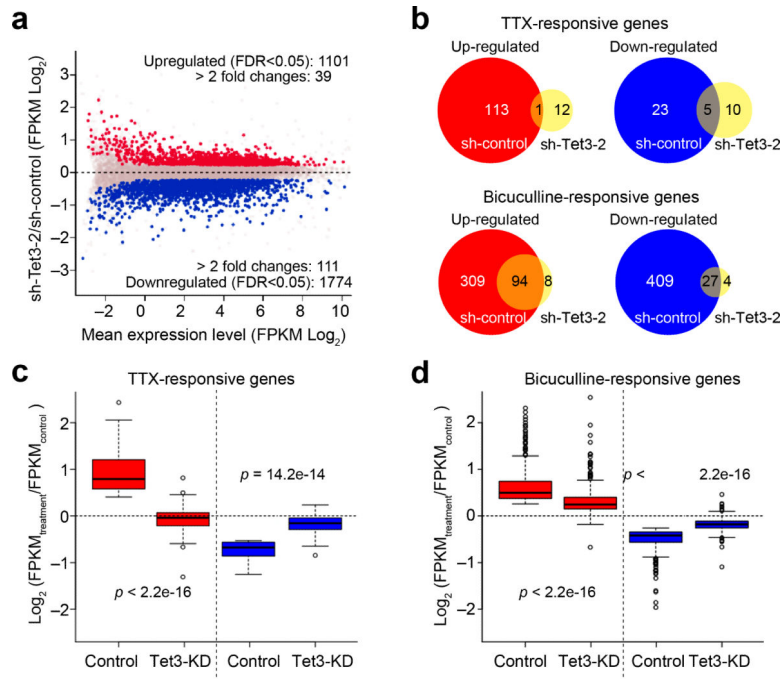 a
Upregulated (FDR<0.05): 1101
> 2 fold changes: 39
sh-Tet3-2/sh-control (FPKM Log2)
3
2
1
0
–1
–2
–3
> 2 fold changes: 111
Downregulated (FDR<0.05): 1774
–2 0 2 4 6 8 10
Mean expression level (FPKM Log2)
b
TTX-responsive genes
Up-regulated
Down-regulated
113 1 12
sh-control
sh-Tet3-2
23 5 10
sh-control
sh-Tet3-2
Bicuculline-responsive genes
Up-regulated
Down-regulated
309 94 8
sh-control
sh-Tet3-2
409 27 4
sh-control
sh-Tet3-2
c
TTX-responsive genes
Log2 (FPKMtreatment/FPKMcontrol)
2
1
0
–1
–2
p = 14.2e-14
p < 2.2e-16
Control Tet3-KD Control Tet3-KD
d
Bicuculline-responsive genes
Log2 (FPKMtreatment/FPKMcontrol)
2
1
0
–1
–2
p < 2.2e-16
p < 2.2e-16
Control Tet3-KD Control Tet3-KD